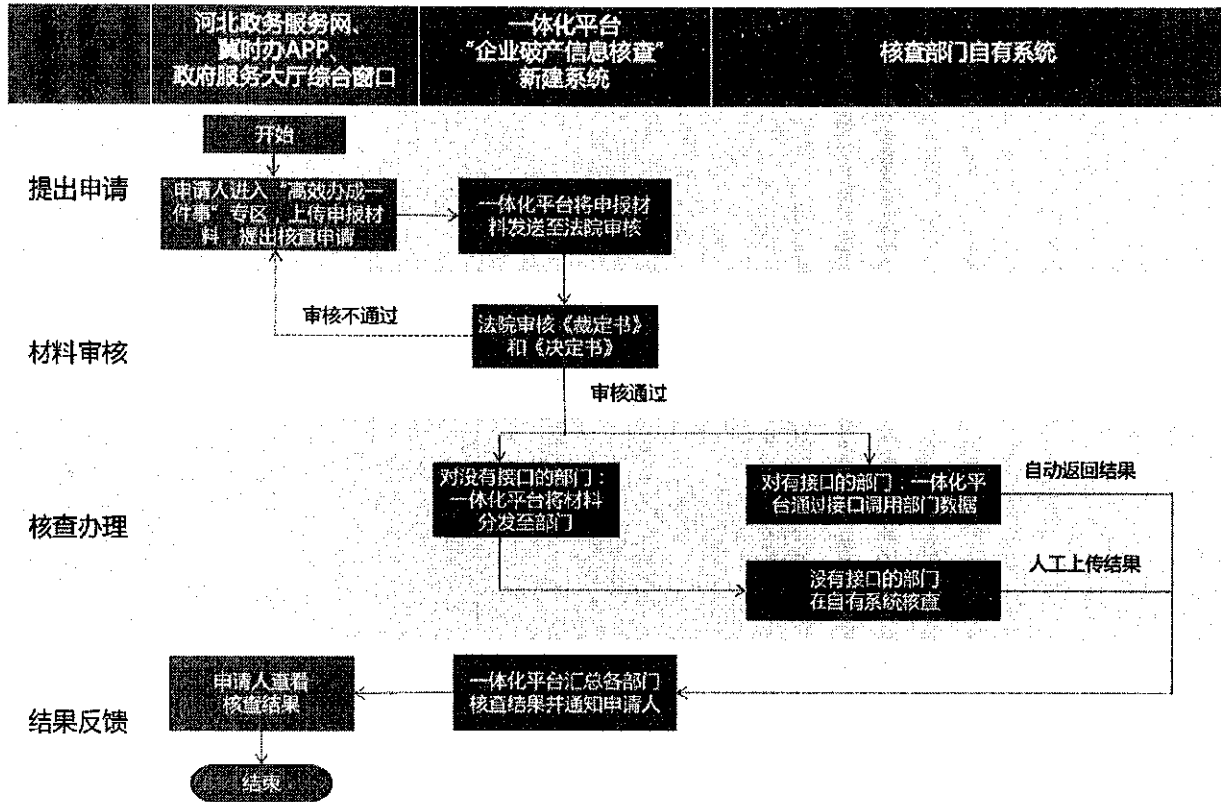 河北政务服务网、
冀时办APP、
政府服务大厅综合窗口
一体化平台
“企业破产信息核查”
新建系统
核查部门自有系统
提出申请
开始
申请人进入“高效办成一
件事”专区，上传申报材
料，提出核查申请
一体化平台将申报材
料发送至法院审核
材料审核
审核不通过
法院审核《裁定书》
和《决定书》
审核通过
核查办理
对没有接口的部门：
一体化平台将材料
分发至部门
对有接口的部门：一体化平
台通过接口调用部门数据
自动返回结果
没有接口的部门
在自有系统核查
人工上传结果
结果反馈
申请人查看
核查结果
一体化平台汇总各部门
核查结果并通知申请人
结束